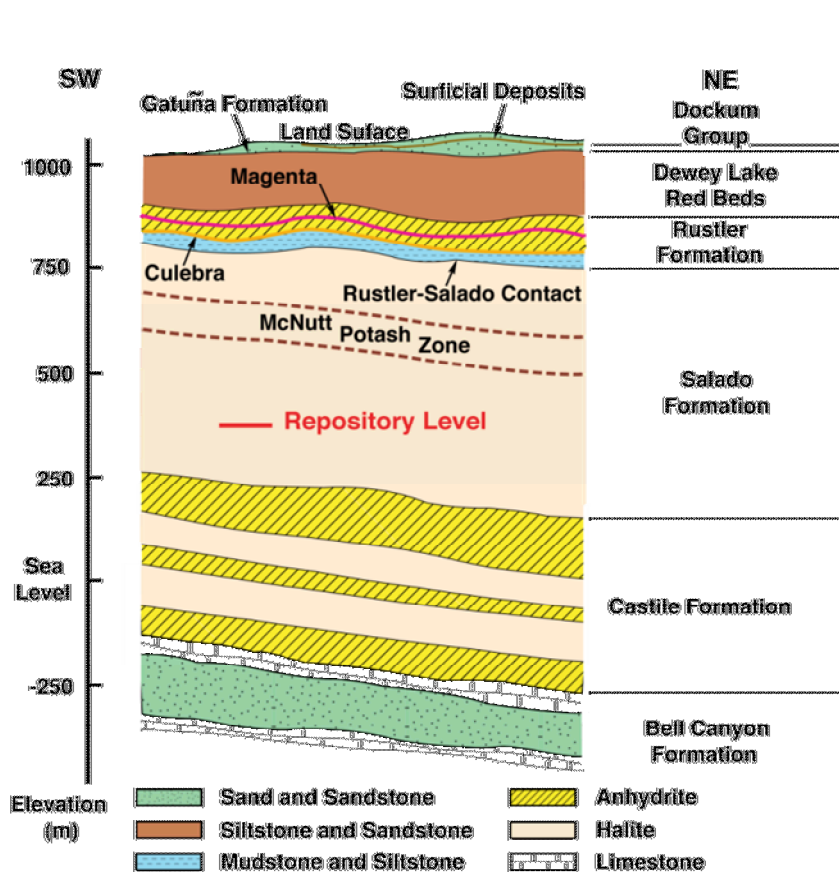 SW
NE
Gatuña Formation
Surficial Deposits
Land Suface
Dockum
Group
1000
Magenta
Dewey Lake
Red Beds
Rustler
Formation
750
Culebra
Rustler-Salado Contact
McNutt Potash Zone
500
Salado
Formation
Repository Level
250
Sea
Level
Castile Formation
-250
Bell Canyon
Formation
Elevation
(m)
Sand and Sandstone
Anhydrite
Siltstone and Sandstone
Halite
Mudstone and Siltstone
Limestone